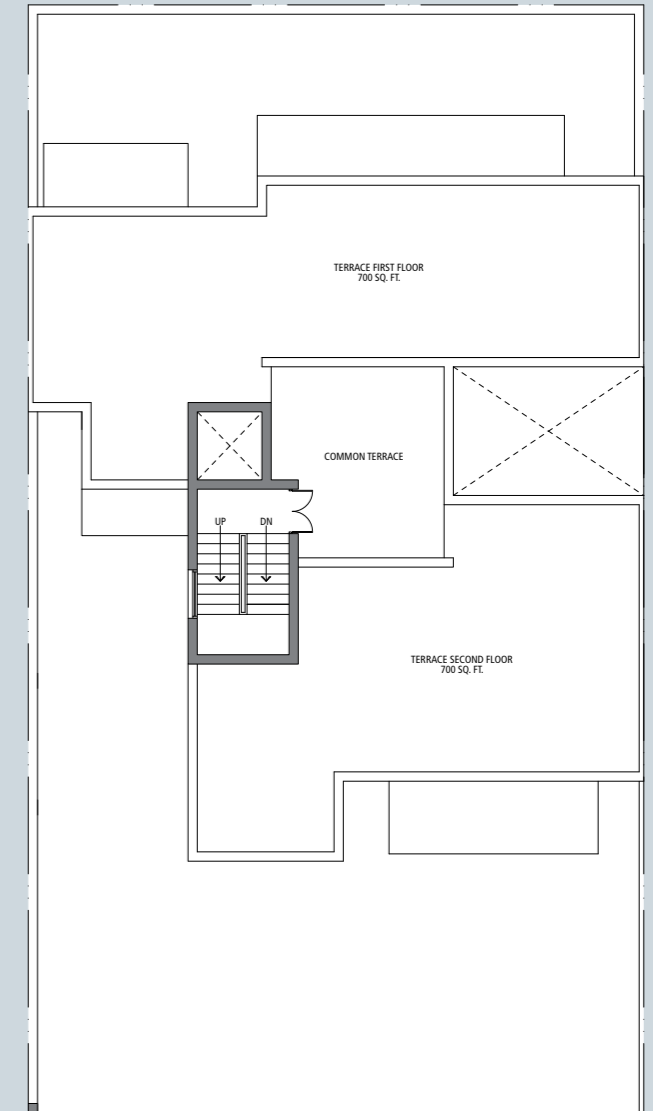 TERRACE FIRST FLOOR
700 SQ. FT.
COMMON TERRACE
UP
DN
TERRACE SECOND FLOOR
700 SQ. FT.